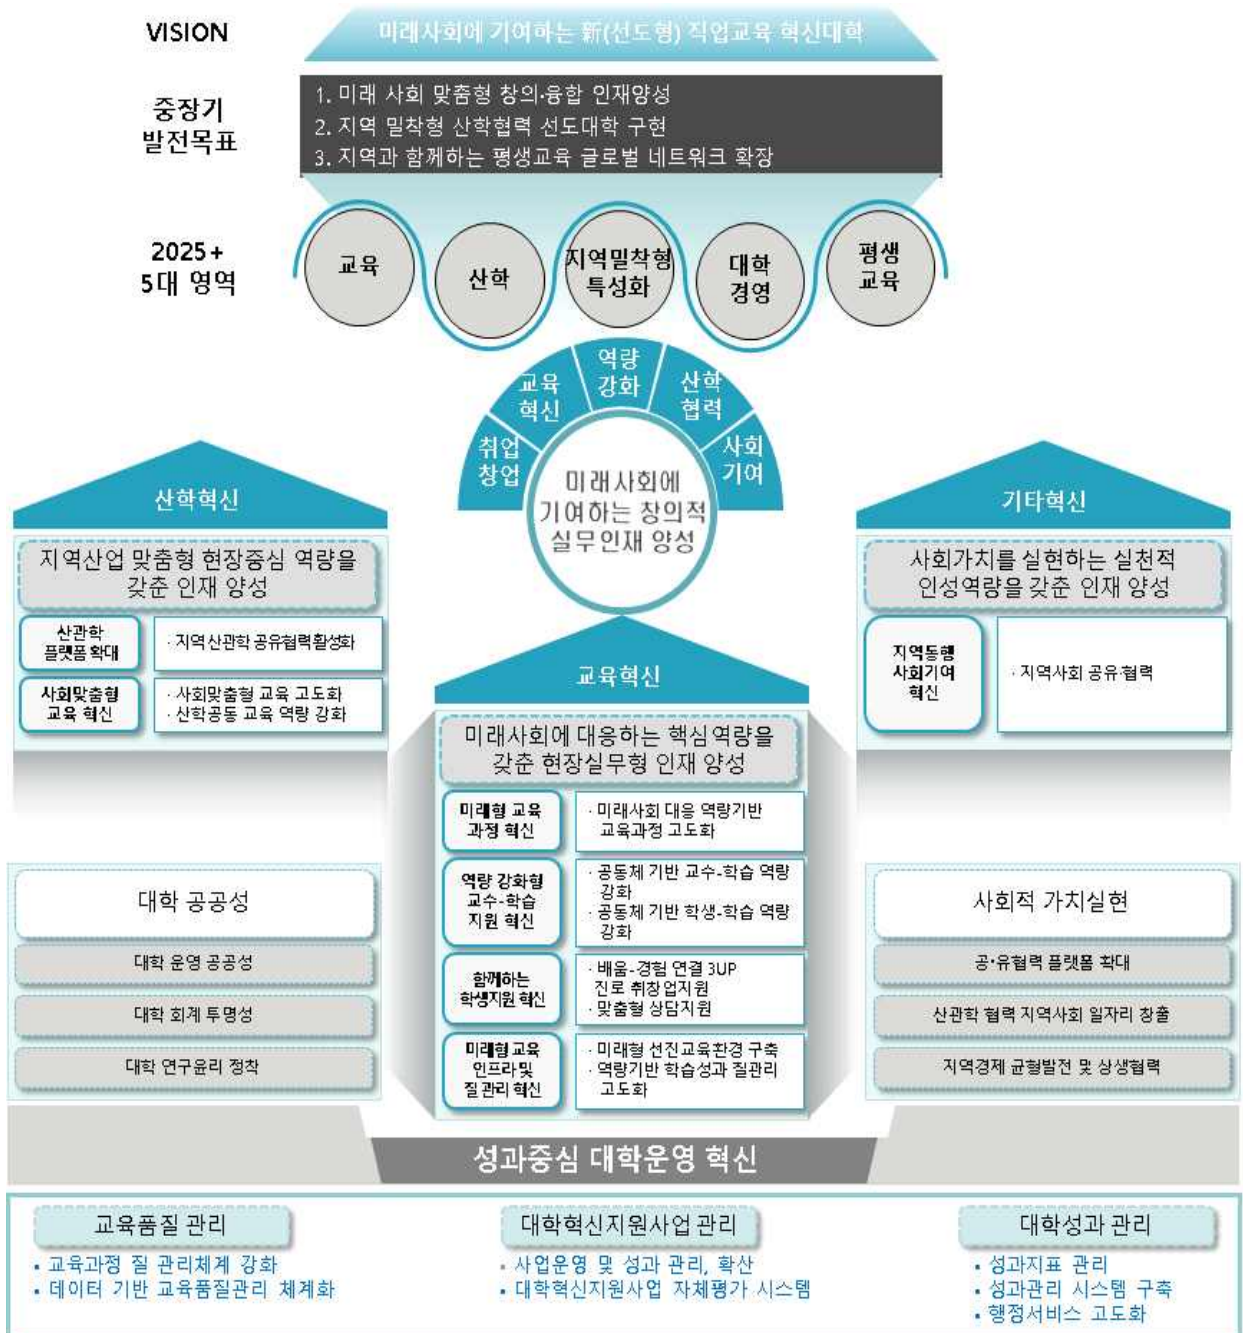 VISION
미래사회에 기여하는 新(선도형) 직업교육 혁신대학
중장기
발전목표
1. 미래 사회 맞춤형 창의·융합 인재양성
2. 지역 밀착형 산학협력 선도대학 구현
3. 지역과 함께하는 평생교육 글로벌 네트워크 확장
2025+
5대 영역
교육
산학
지역밀착형
특성화
대학
경영
평생
교육
취업
창업
교육
혁신
역량
강화
산학
협력
사회
기여
미래사회에
기여하는 창의적
실무인재 양성
산학혁신
지역산업 맞춤형 현장중심 역량을
갖춘 인재 양성
산관학
플랫폼 확대
· 지역산관학 공유협력활성화
사회맞춤형
교육 혁신
· 사회맞춤형 교육 고도화
· 산학공동 교육 역량 강화
기타혁신
사회가치를 실현하는 실천적
인성역량을 갖춘 인재 양성
지역동행
사회기여
혁신
· 지역사회 공유·협력
교육혁신
미래사회에 대응하는 핵심역량을
갖춘 현장실무형 인재 양성
미래형 교육
과정 혁신
· 미래사회 대응 역량기반
교육과정 고도화
역량 강화형
교수-학습
지원 혁신
· 공동체 기반 교수-학습 역량
강화
· 공동체 기반 학생-학습 역량
강화
함께하는
학생지원 혁신
· 배움-경험 연결 3UP
진로 취창업지원
· 맞춤형 상담지원
미래형 교육
인프라 및
질 관리 혁신
· 미래형 선진교육환경 구축
· 역량기반 학습성과 질관리
고도화
대학 공공성
대학 운영 공공성
대학 회계 투명성
대학 연구윤리 정착
사회적 가치실현
공·유협력 플랫폼 확대
산관학 협력 지역사회 일자리 창출
지역경제 균형발전 및 상생협력
성과중심 대학운영 혁신
교육품질 관리
• 교육과정 질 관리체계 강화
• 데이터 기반 교육품질관리 체계화
대학혁신지원사업 관리
• 사업운영 및 성과 관리, 확산
• 대학혁신지원사업 자체평가 시스템
대학성과 관리
• 성과지표 관리
• 성과관리 시스템 구축
• 행정서비스 고도화